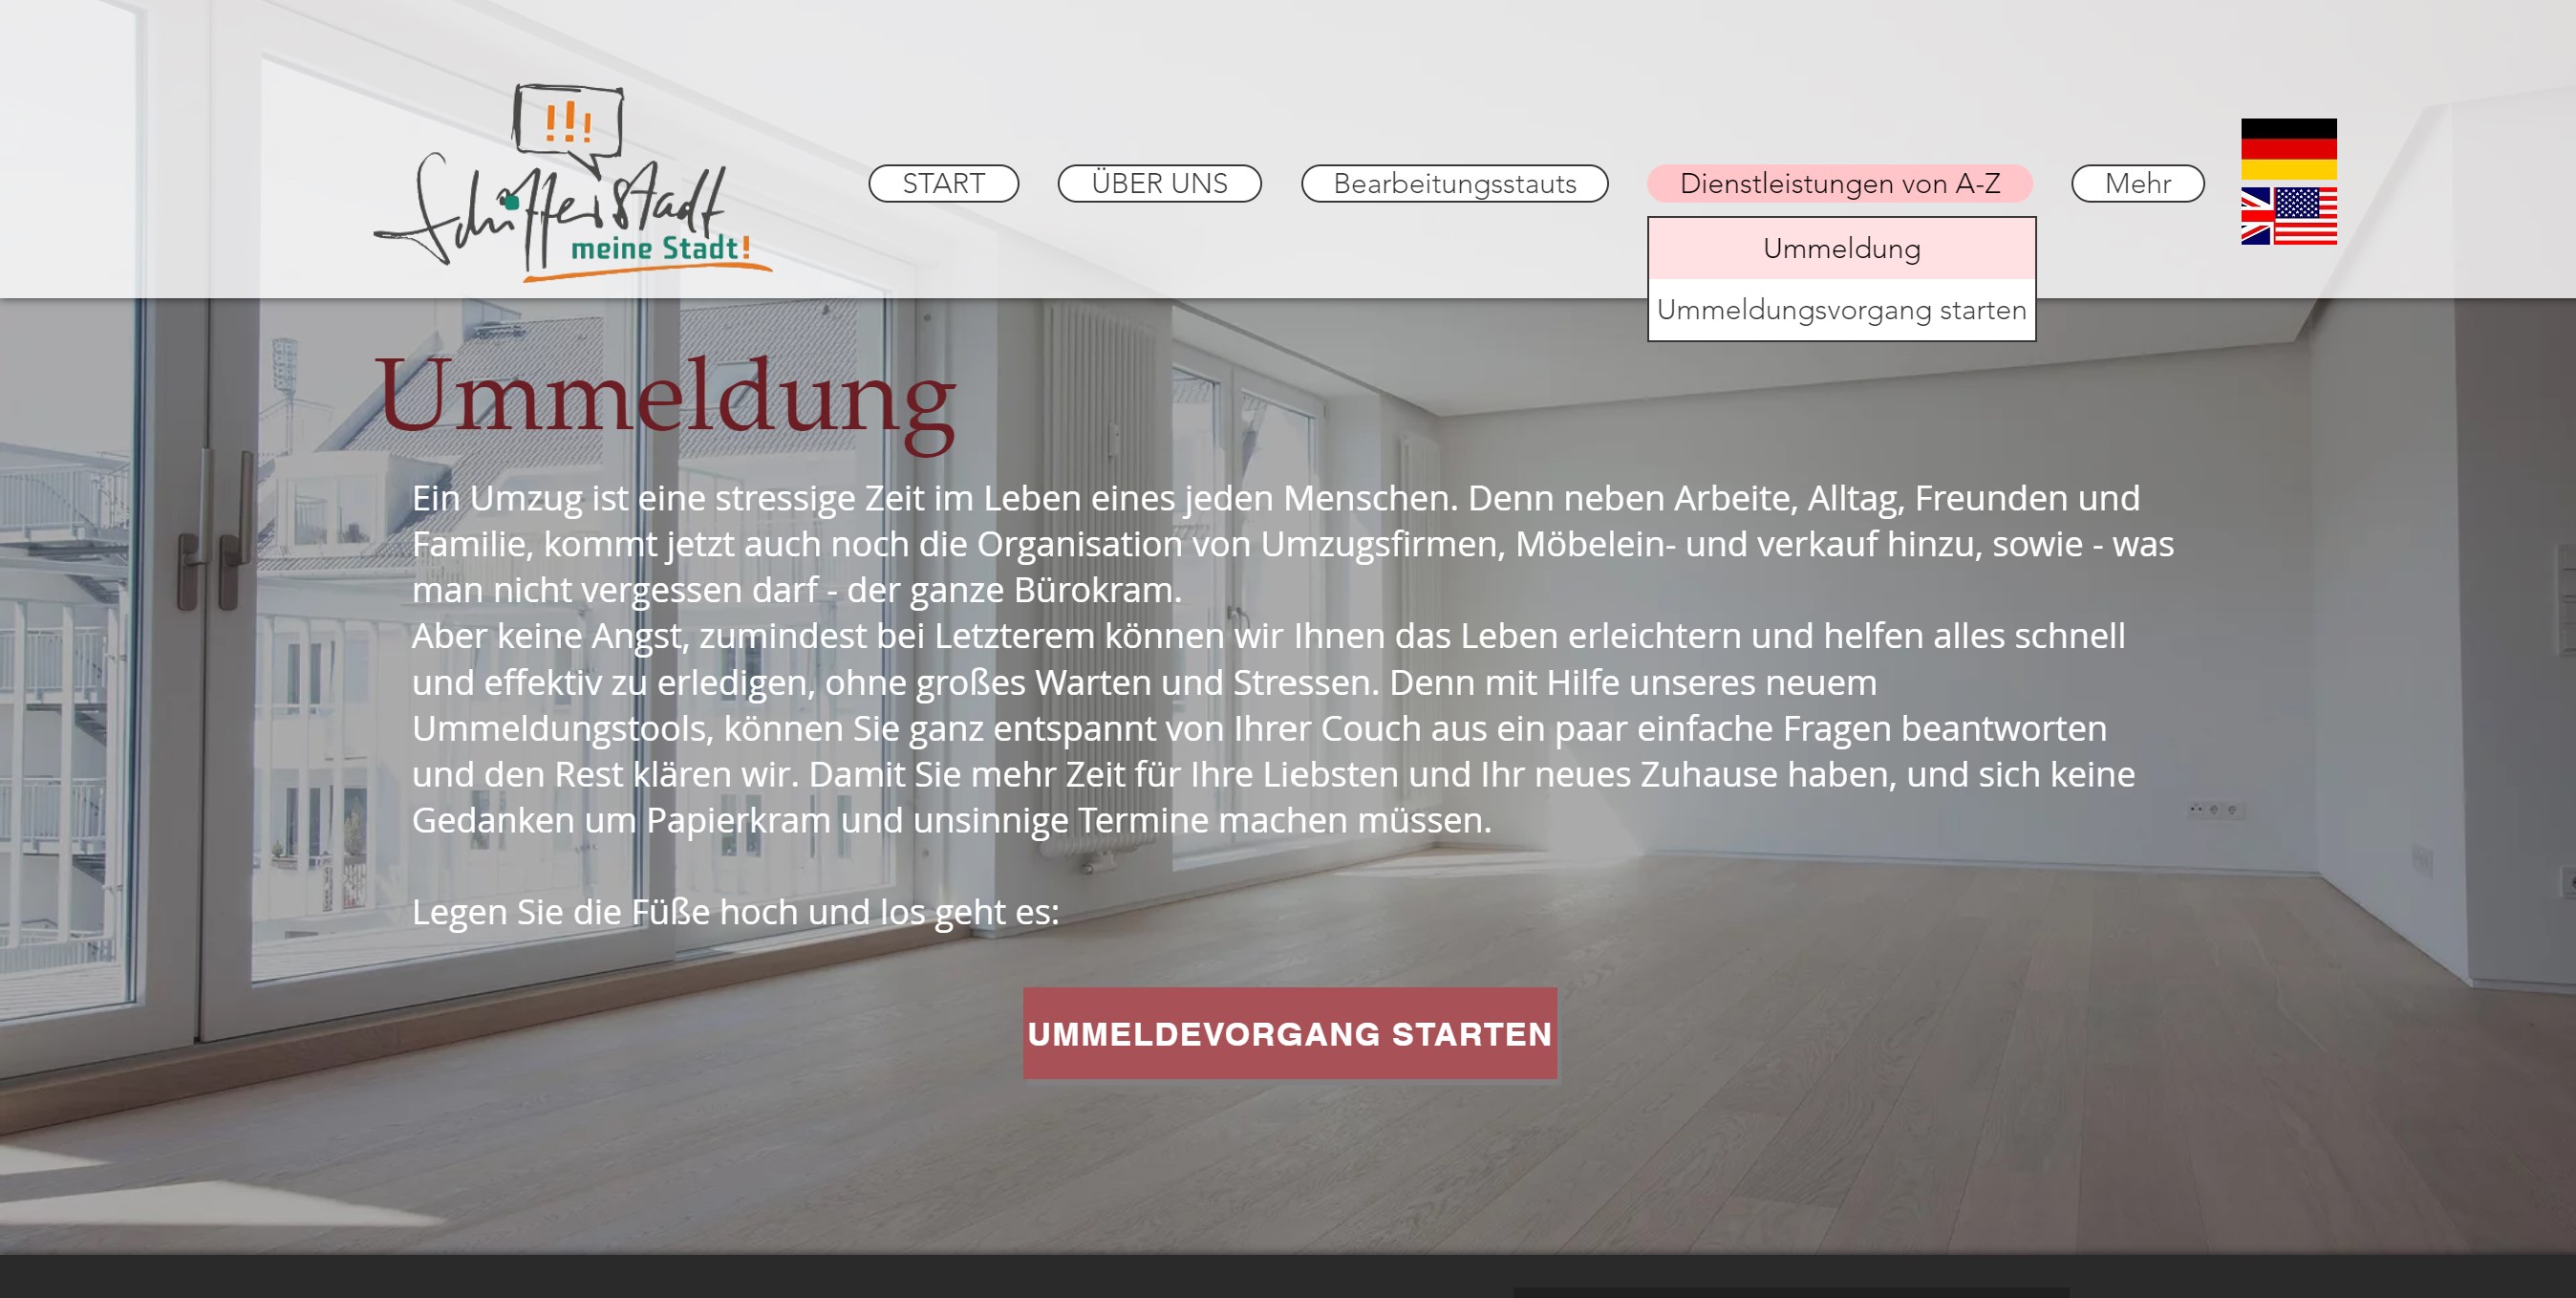 !!!
Schifferstadt
meine Stadt!
START
ÜBER UNS
Bearbeitungsstauts
Dienstleistungen von A-Z
Mehr
Ummeldung
Ummeldungsvorgang starten
Ummeldung
Ein Umzug ist eine stressige Zeit im Leben eines jeden Menschen. Denn neben Arbeite, Alltag, Freunden und
Familie, kommt jetzt auch noch die Organisation von Umzugsfirmen, Möbelein- und verkauf hinzu, sowie - was
man nicht vergessen darf - der ganze Bürokram.
Aber keine Angst, zumindest bei Letzterem können wir Ihnen das Leben erleichtern und helfen alles schnell
und effektiv zu erledigen, ohne großes Warten und Stressen. Denn mit Hilfe unseres neuem
Ummeldungstools, können Sie ganz entspannt von Ihrer Couch aus ein paar einfache Fragen beantworten
und den Rest klären wir. Damit Sie mehr Zeit für Ihre Liebsten und Ihr neues Zuhause haben, und sich keine
Gedanken um Papierkram und unsinnige Termine machen müssen.
Legen Sie die Füße hoch und los geht es:
UMMELDEVORGANG STARTEN